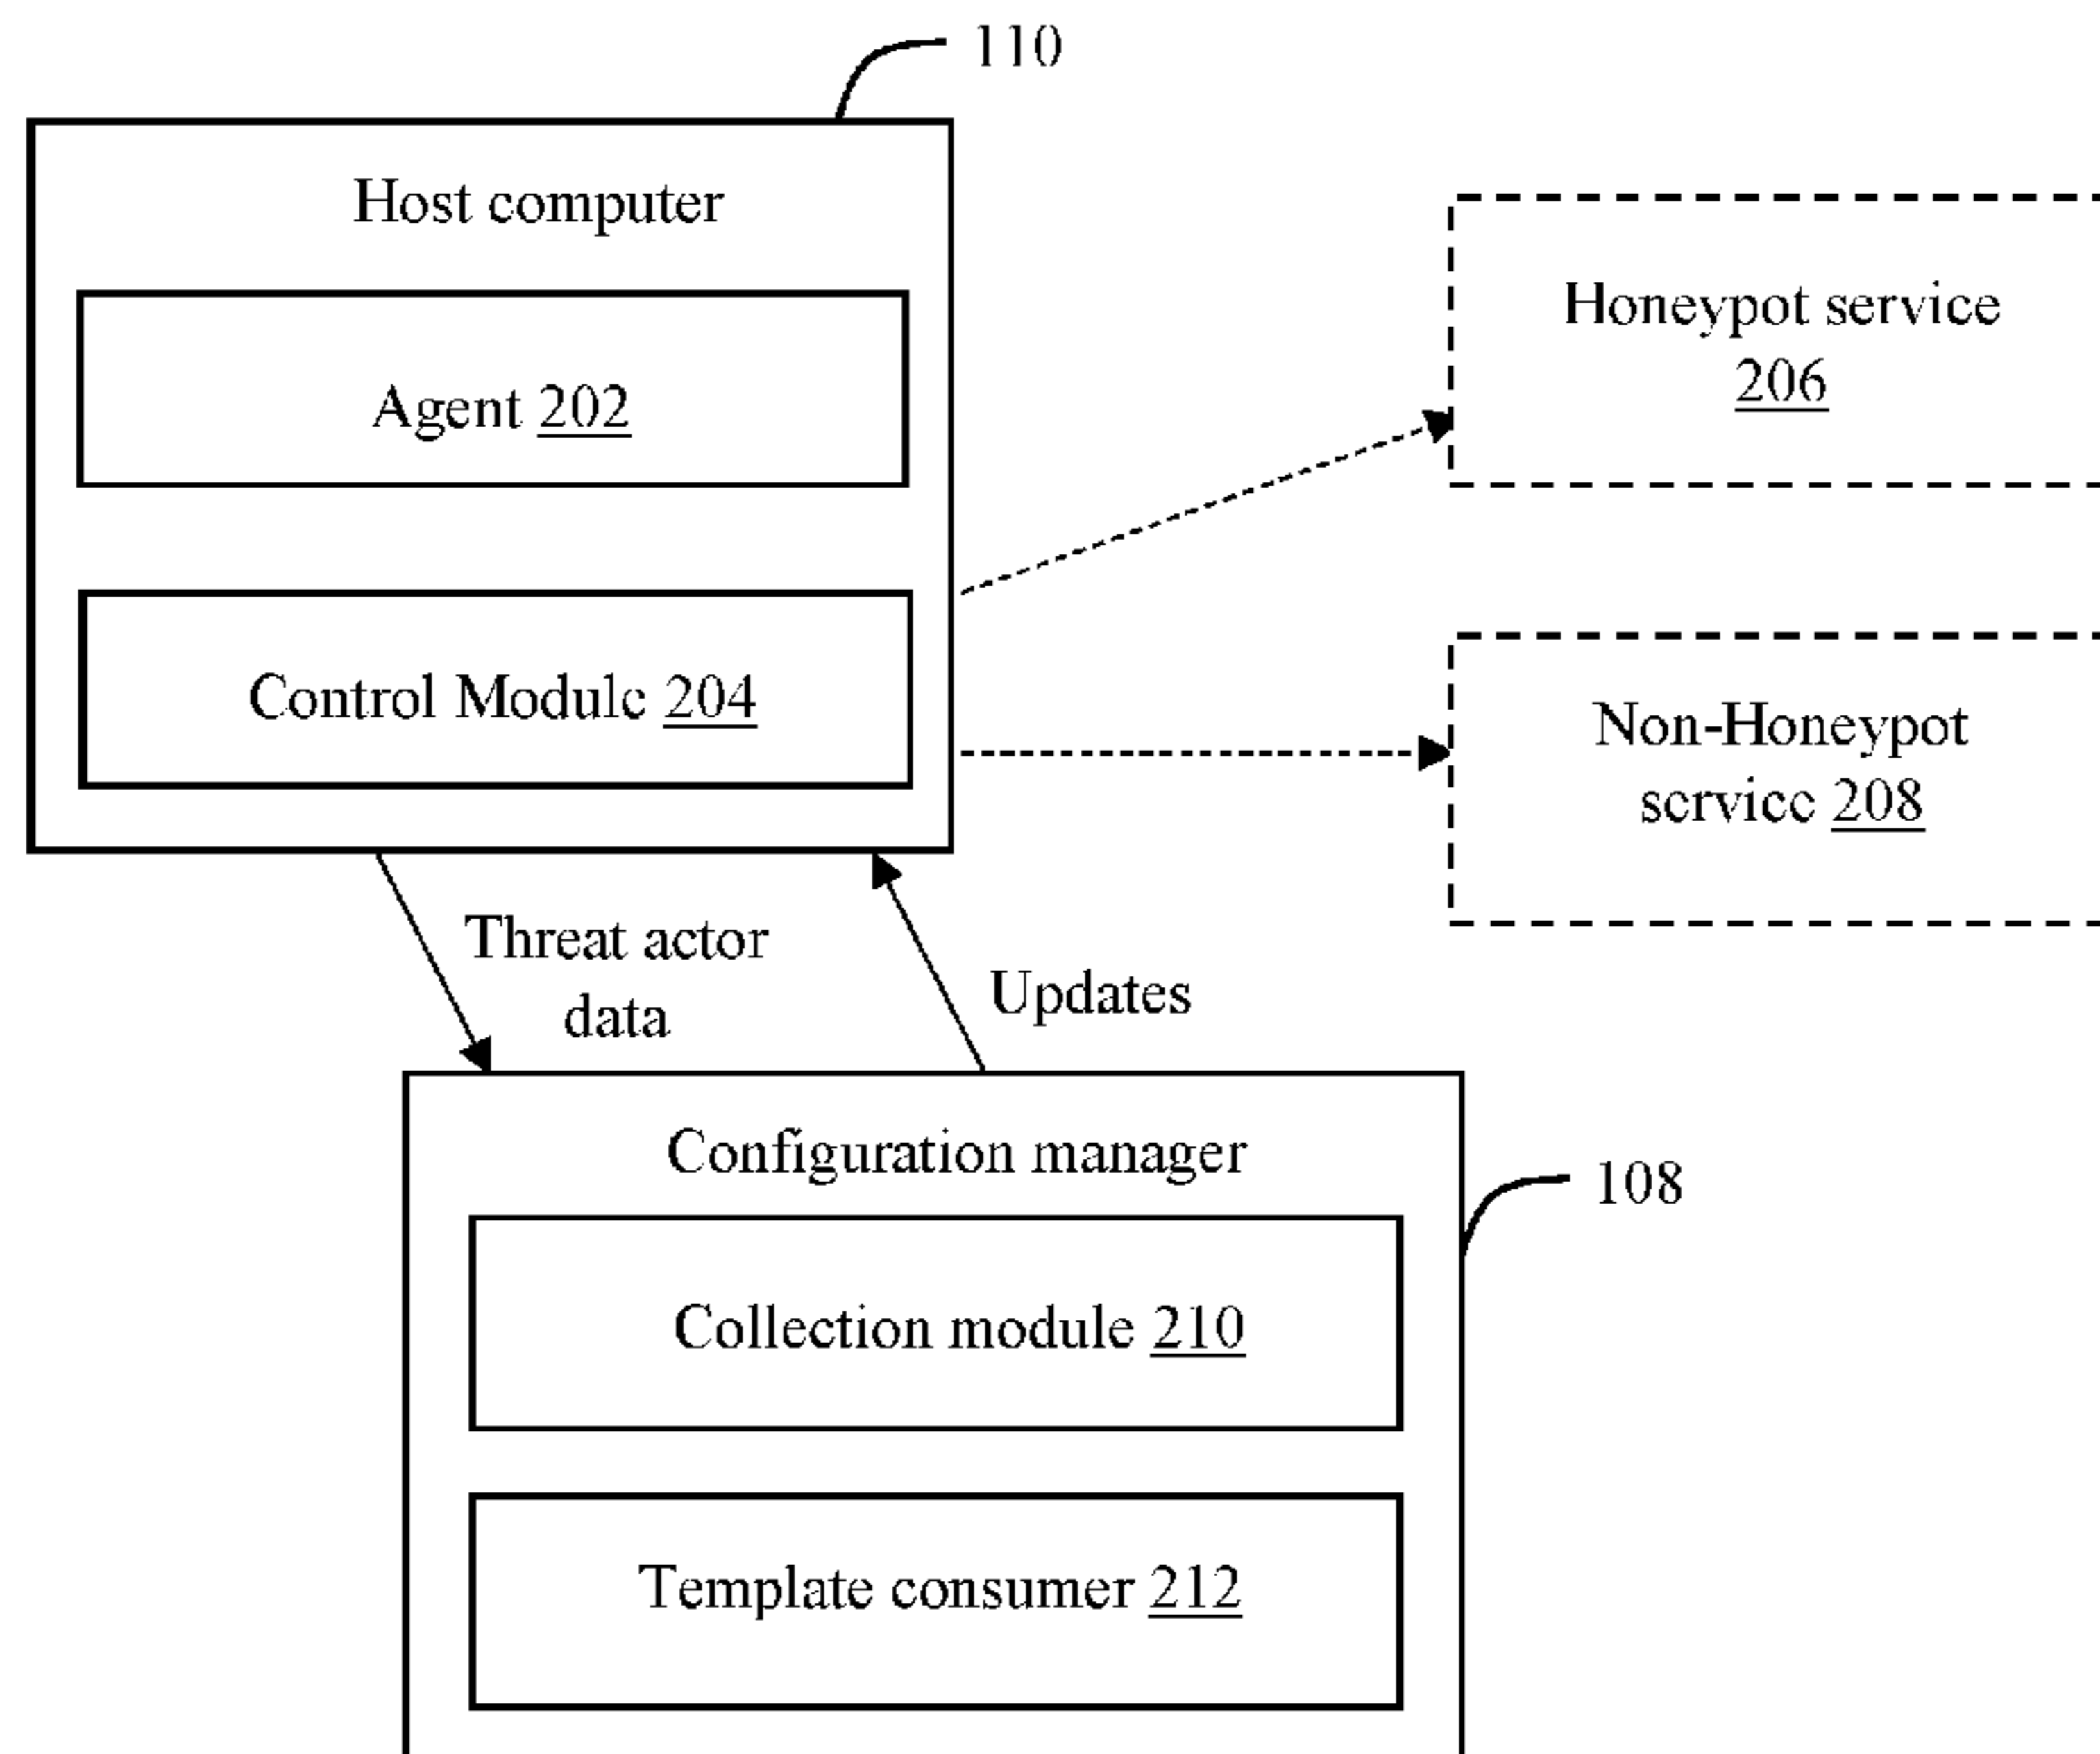 110
Host computer
Agent 202
Control Module 204
Honeypot service
206
Non-Honeypot
service 208
Threat actor
data
Updates
Configuration manager
108
Collection module 210
Template consumer 212